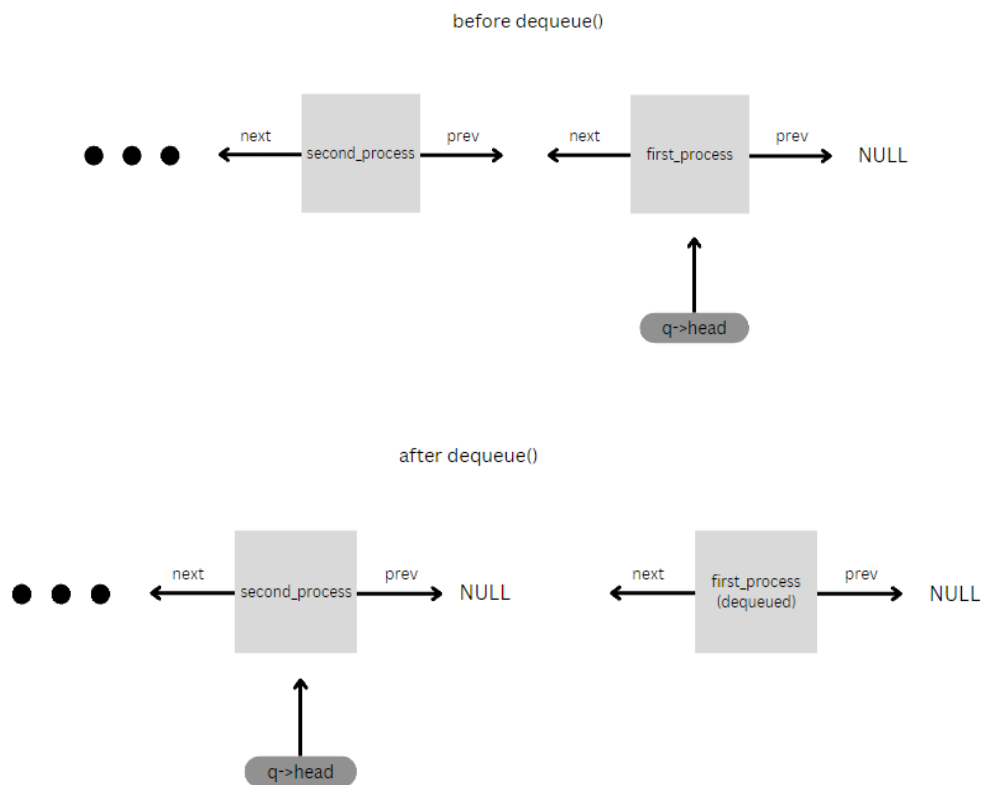 before dequeue()
next
prev
next
prev
second_process
first_process
NULL
q->head
after dequeue()
next
prev
next
first_process
prev
second_process
NULL
(dequeued)
NULL
q->head